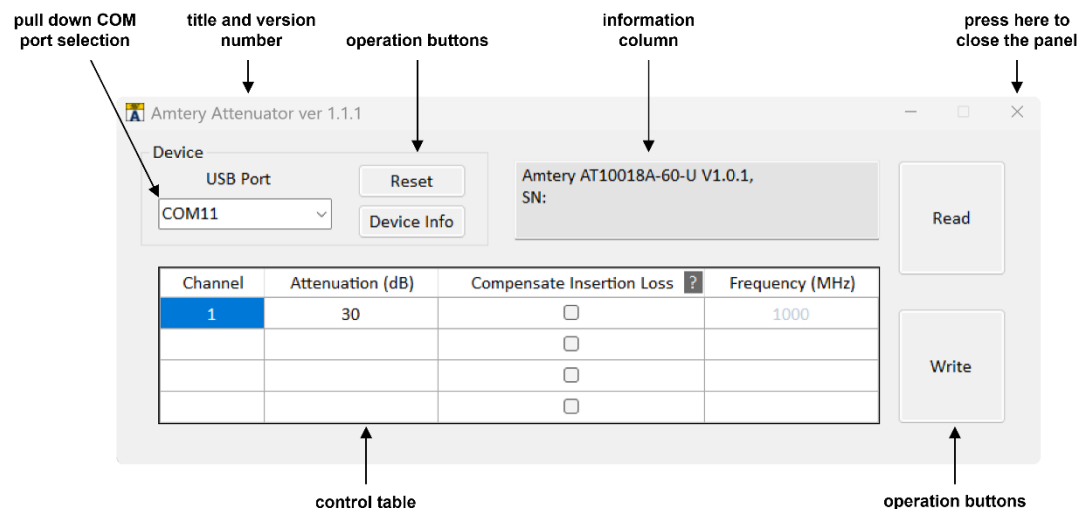 pull down COM
port selection
title and version
number
operation buttons
information
column
press here to
close the panel
Amtery Attenuator ver 1.1.1
Device
USB Port
Reset
COM11
Device Info
Amtery AT10018A-60-U V1.0.1,
SN:
Read
Channel Attenuation (dB) Compensate Insertion Loss ? Frequency (MHz)
1 30 1000
Write
control table
operation buttons